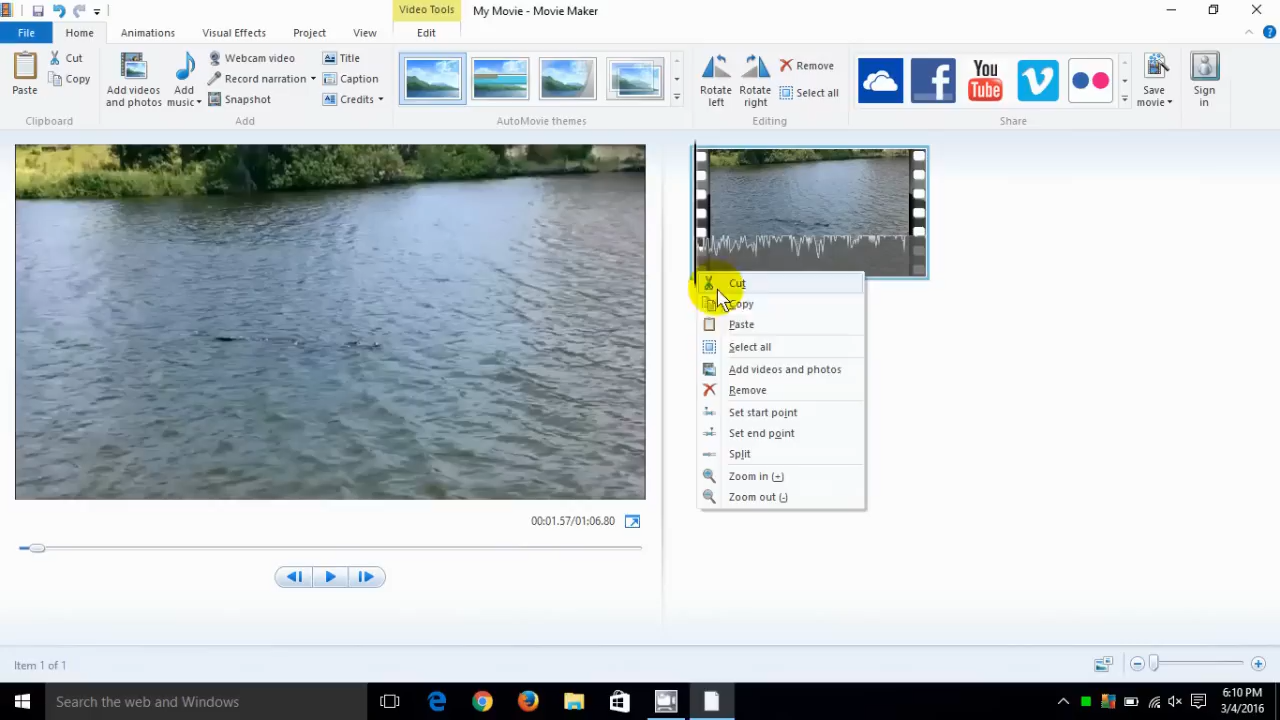 Video Tools
My Movie - Movie Maker
File
Home
Animations
Visual Effects
Project
View
Edit
Paste
Cut
Copy
Clipboard
Add videos
and photos
Add
music
Webcam video
Record narration
Snapshot
Title
Caption
Credits
Add
AutoMovie themes
Rotate
left
Rotate
right
Remove
Select all
Editing
You
Tube
Share
Save
movie
Sign
in
Cut
Copy
Paste
Select all
Add videos and photos
Remove
Set start point
Set end point
Split
Zoom in (+)
Zoom out (-)
00:01.57/01:06.80
Item 1 of 1
Search the web and Windows
6:10 PM
3/4/2016